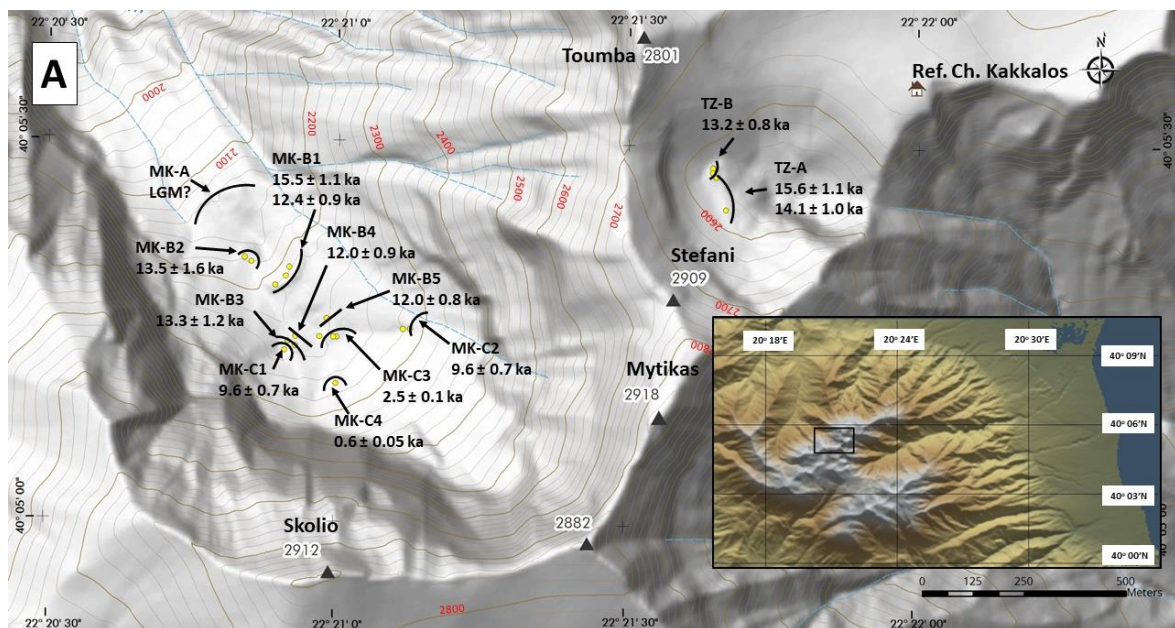 22° 20' 30"
22° 21' 0"
22° 21' 30"
22° 22' 00"
A
N
Toumba 2801
Ref. Ch. Kakkalos
40° 05' 30"
40° 05' 30"
2000
2100
2200
2300
2400
2500
2600
2700
TZ-B
13.2 ± 0.8 ka
TZ-A
15.6 ± 1.1 ka
14.1 ± 1.0 ka
2600
MK-A
LGM?
MK-B1
15.5 ± 1.1 ka
12.4 ± 0.9 ka
MK-B2
13.5 ± 1.6 ka
MK-B4
12.0 ± 0.9 ka
MK-B5
12.0 ± 0.8 ka
MK-B3
13.3 ± 1.2 ka
MK-C1
9.6 ± 0.7 ka
MK-C2
9.6 ± 0.7 ka
MK-C3
2.5 ± 0.1 ka
MK-C4
0.6 ± 0.05 ka
Stefani
2909
2700
2800
Mytikas
2918
20° 18'E
20° 24'E
20° 30'E
40° 09'N
40° 06'N
40° 03'N
40° 00'N
40° 05' 00"
Skolio
2912
2882
2800
0 125 250 500
Meters
22° 20' 30"
22° 21' 0"
22° 21' 30"
22° 22' 00"